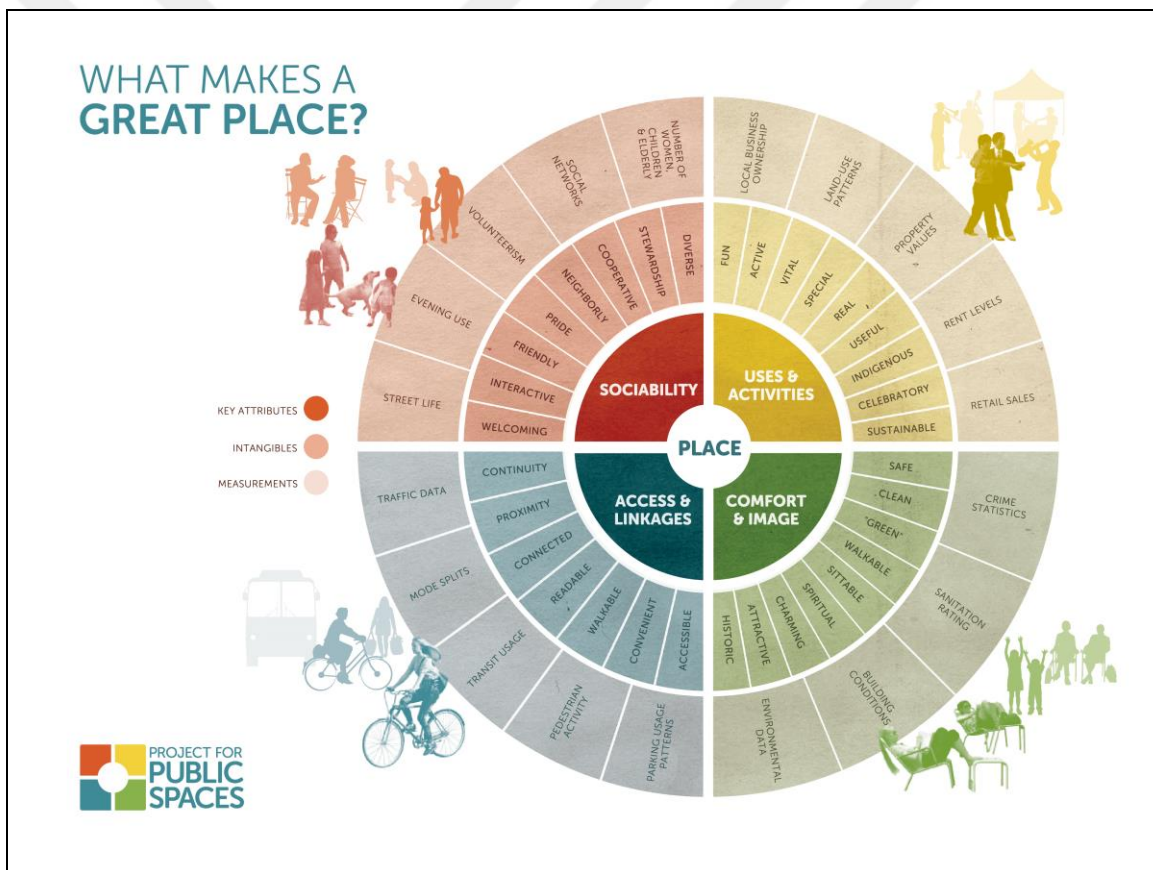 WHAT MAKES A
GREAT PLACE?
KEY ATTRIBUTES
INTANGIBLES
MEASUREMENTS
PLACE
SOCIABILITY
WELCOMING
INTERACTIVE
FRIENDLY
PRIDE
NEIGHBORLY
COOPERATIVE
STEWARDSHIP
DIVERSE
STREET LIFE
EVENING USE
VOLUNTEERISM
SOCIAL
NETWORKS
NUMBER OF
WOMEN,
CHILDREN
& ELDERLY
USES &
ACTIVITIES
FUN
ACTIVE
VITAL
SPECIAL
REAL
USEFUL
INDIGENOUS
CELEBRATORY
SUSTAINABLE
LOCAL BUSINESS
OWNERSHIP
LAND-USE
PATTERNS
PROPERTY
VALUES
RENT LEVELS
RETAIL SALES
COMFORT
& IMAGE
SAFE
CLEAN
"GREEN"
WALKABLE
SITTABLE
SPIRITUAL
CHARMING
ATTRACTIVE
HISTORIC
CRIME
STATISTICS
SANITATION
RATING
BUILDING
CONDITIONS
ENVIRONMENTAL
DATA
ACCESS &
LINKAGES
CONTINUITY
PROXIMITY
CONNECTED
READABLE
WALKABLE
CONVENIENT
ACCESSIBLE
TRAFFIC DATA
MODE SPLITS
TRANSIT USAGE
PEDESTRIAN
ACTIVITY
PARKING USAGE
PATTERNS
PROJECT FOR
PUBLIC
SPACES